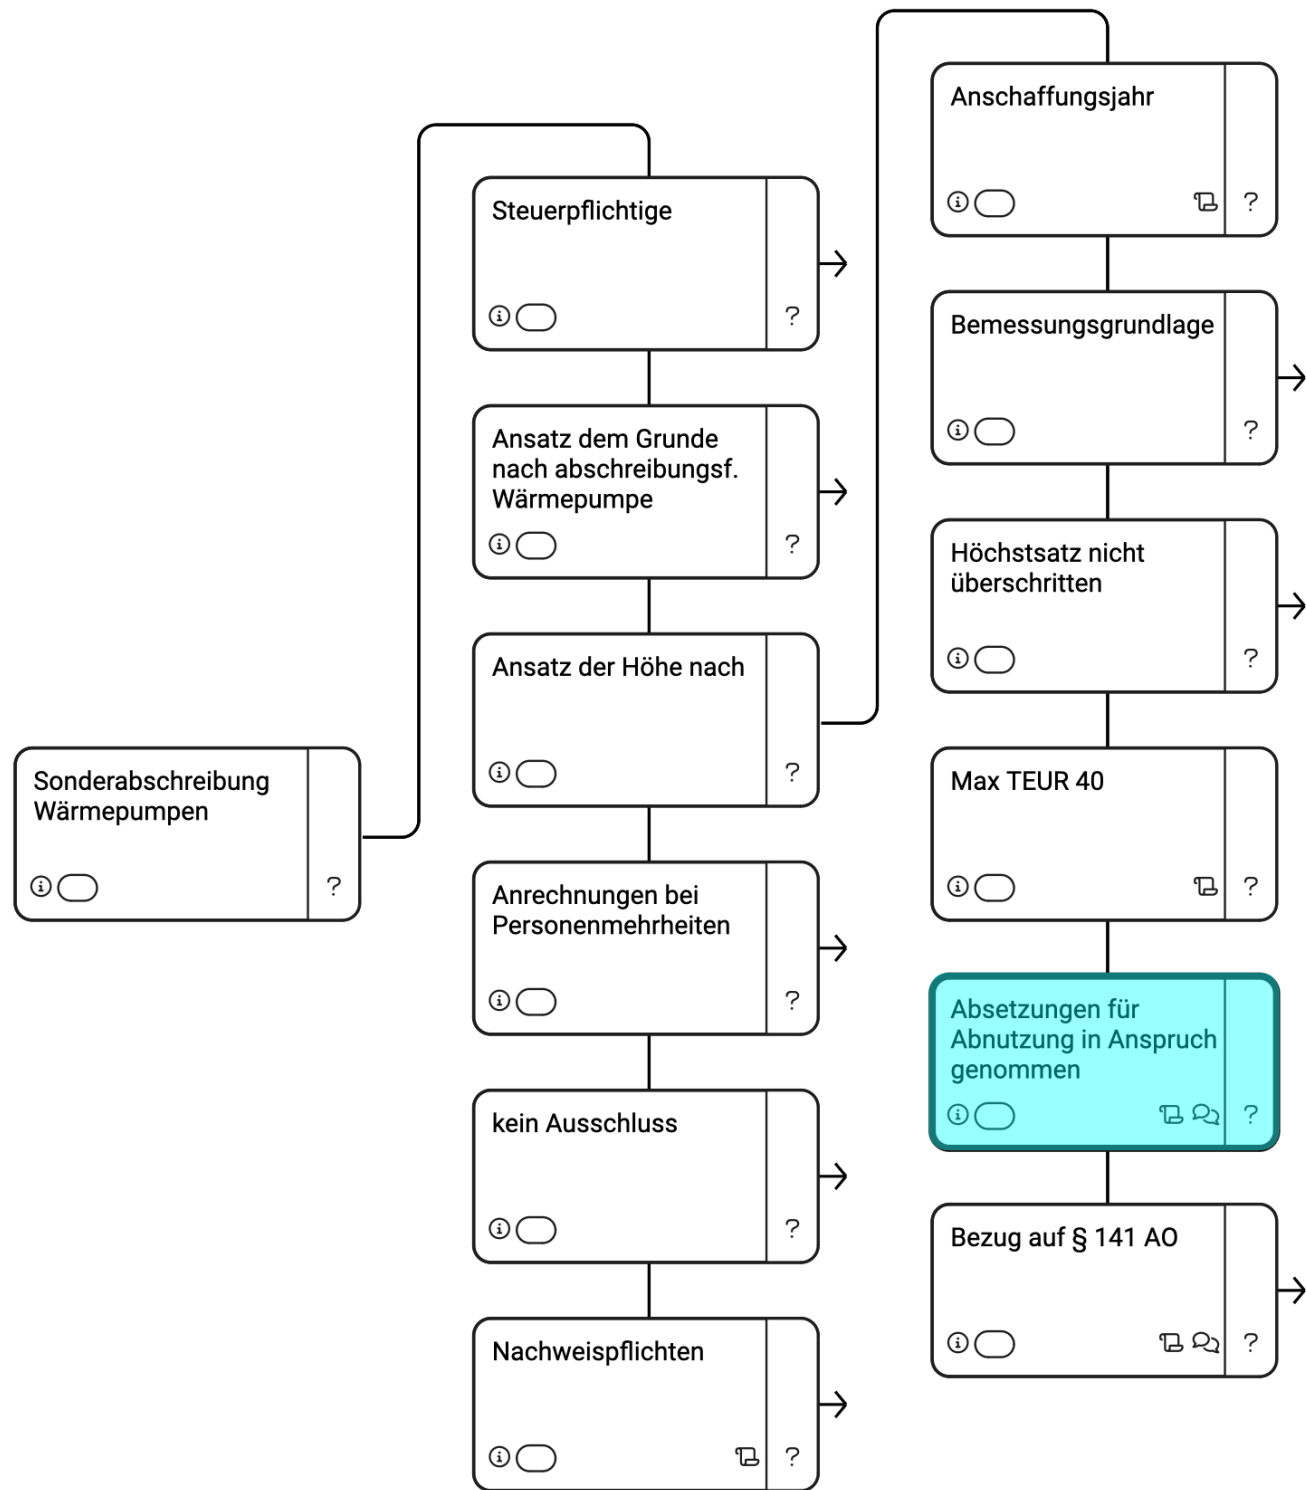 Sonderabschreibung
Wärmepumpen
?
Steuerpflichtige
?
Ansatz dem Grunde
nach abschreibungsf.
Wärmepumpe
?
Ansatz der Höhe nach
?
Anrechnungen bei
Personenmehrheiten
?
kein Ausschluss
?
Nachweispflichten
?
Anschaffungsjahr
?
Bemessungsgrundlage
?
Höchstsatz nicht
überschritten
?
Max TEUR 40
?
Absetzungen für
Abnutzung in Anspruch
genommen
?
Bezug auf § 141 AO
?